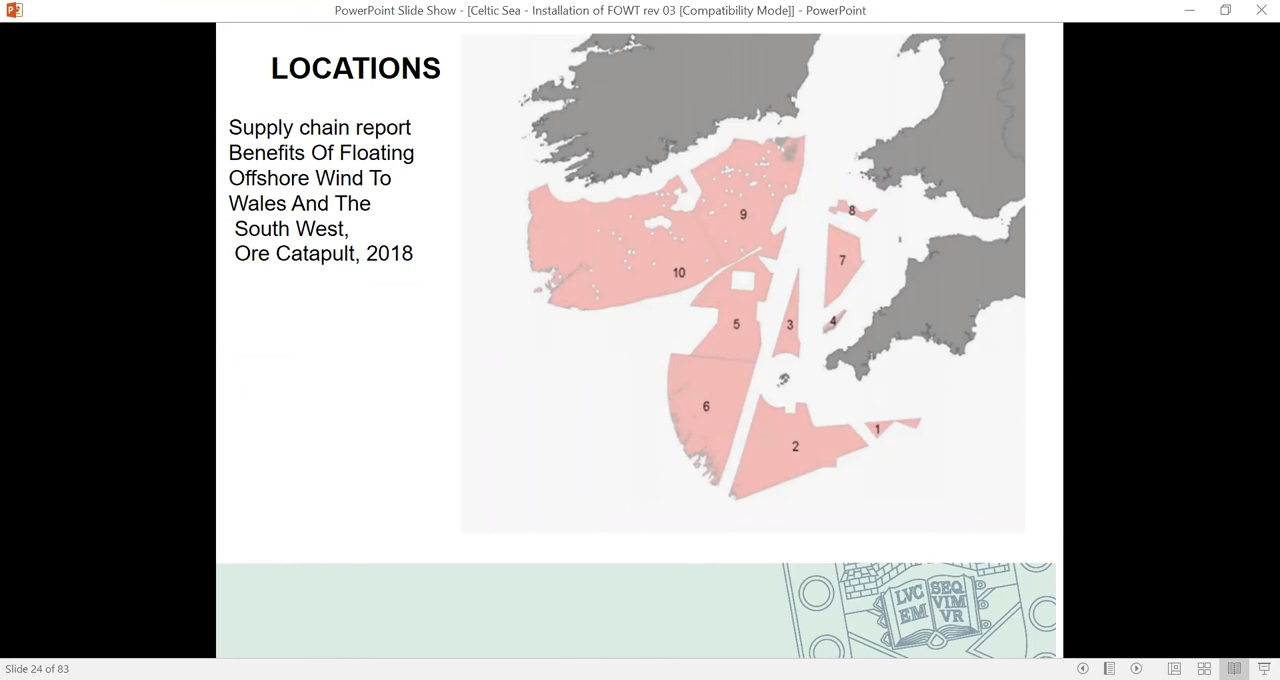 PowerPoint Slide Show - [Celtic Sea - Installation of FOWT rev 03 [Compatibility Mode]] - PowerPoint
LOCATIONS
Supply chain report
Benefits Of Floating
Offshore Wind To
Wales And The
South West,
Ore Catapult, 2018
8
9
7
10
5
3
4
6
1
2
LVC
EM
SEQ
VIM
VR
Slide 24 of 83